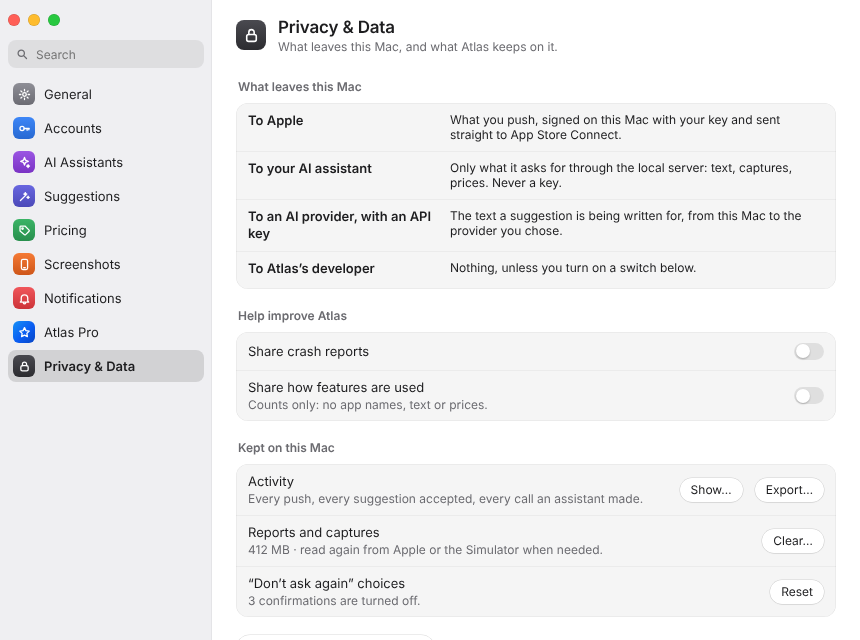 Search
General
Accounts
AI Assistants
Suggestions
Pricing
Screenshots
Notifications
Atlas Pro
Privacy & Data
Privacy & Data
What leaves this Mac, and what Atlas keeps on it.
What leaves this Mac
To Apple
What you push, signed on this Mac with your key and sent
straight to App Store Connect.
To your AI assistant
Only what it asks for through the local server: text, captures,
prices. Never a key.
To an AI provider, with an API
key
The text a suggestion is being written for, from this Mac to the
provider you chose.
To Atlas’s developer
Nothing, unless you turn on a switch below.
Help improve Atlas
Share crash reports
Share how features are used
Counts only: no app names, text or prices.
Kept on this Mac
Activity
Every push, every suggestion accepted, every call an assistant made.
Show...
Export...
Reports and captures
412 MB · read again from Apple or the Simulator when needed.
Clear...
“Don’t ask again” choices
3 confirmations are turned off.
Reset